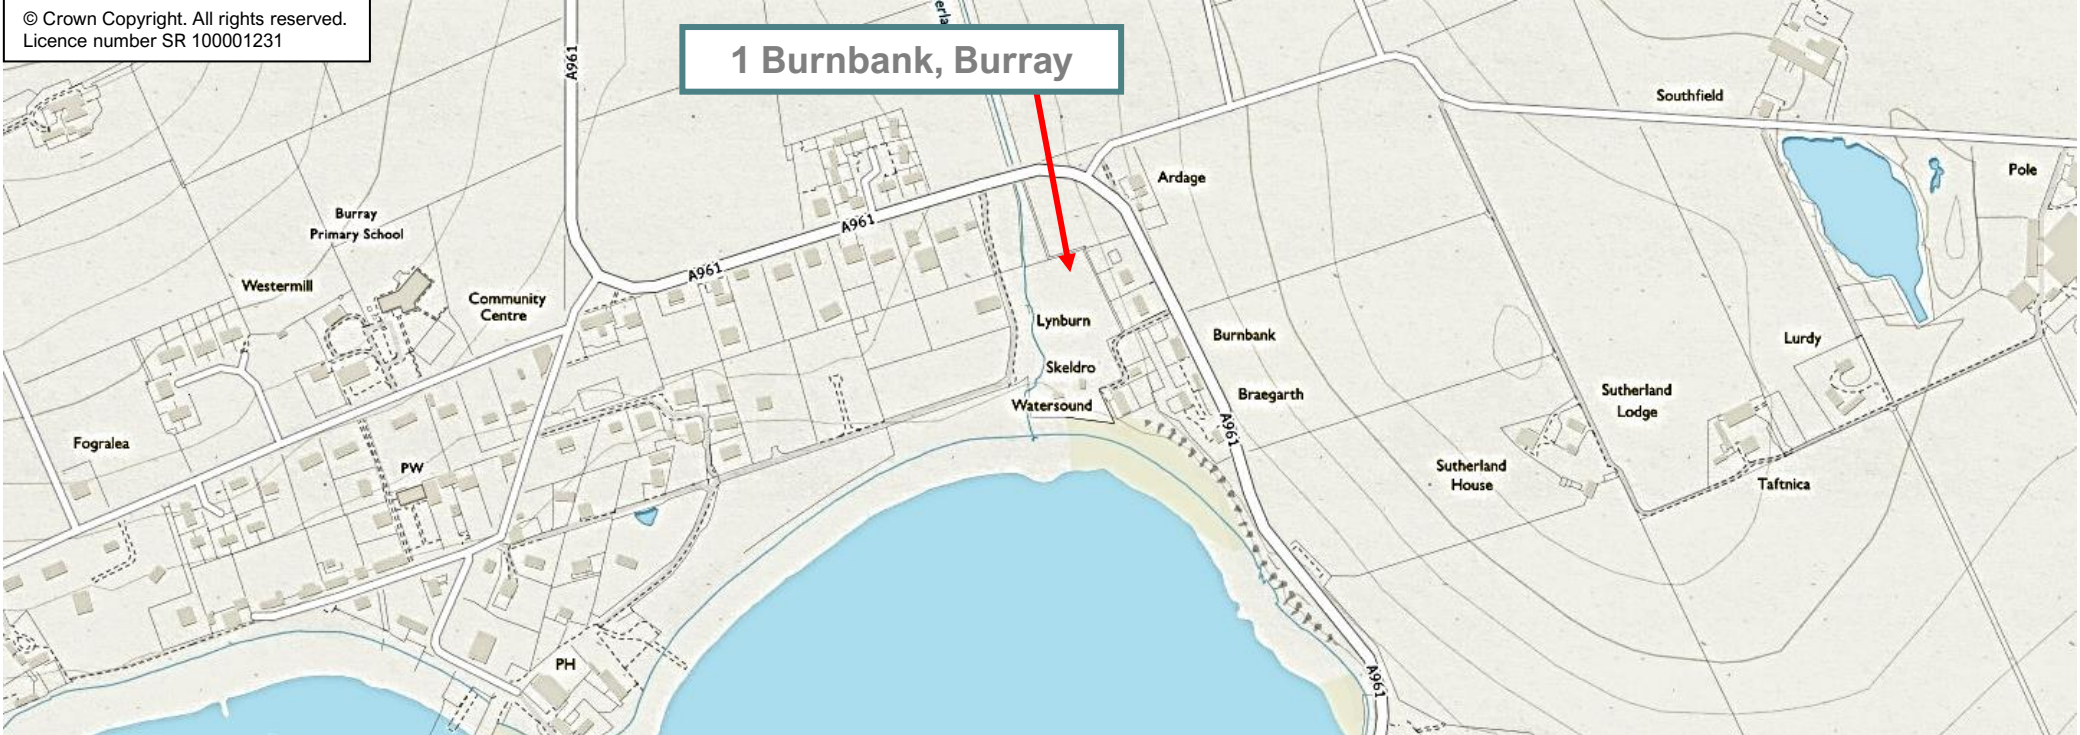 © Crown Copyright. All rights reserved.
Licence number SR 100001231
1 Burnbank, Burray
A961
Southfield
Pole
Ardage
Burray
Primary School
A961
A961
Westermill
Community
Centre
Lynburn
Burnbank
Lurdy
Skeldro
Braegarth
Sutherland
Lodge
Watersound
A961
Fogralea
PW
Sutherland
House
Taftnica
PH
A961